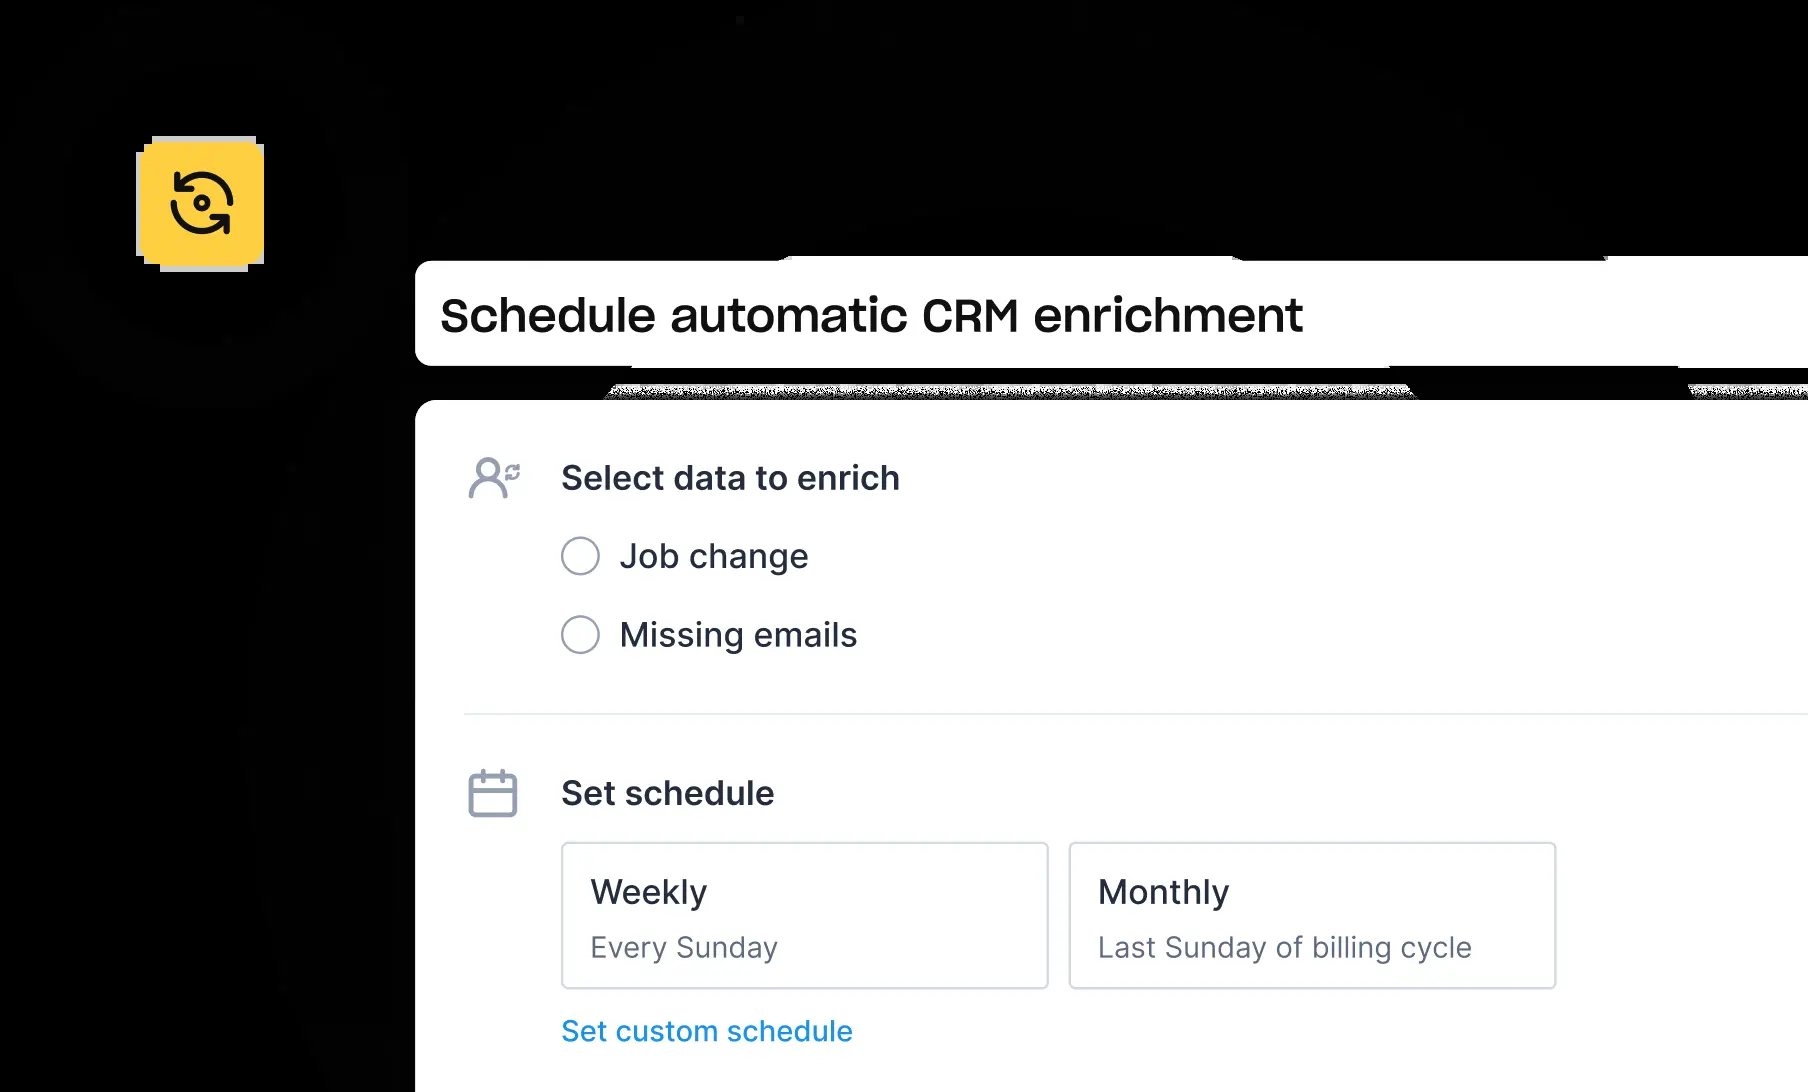 Schedule automatic CRM enrichment
Select data to enrich
Job change
Missing emails
Set schedule
Weekly
Every Sunday
Monthly
Last Sunday of billing cycle
Set custom schedule